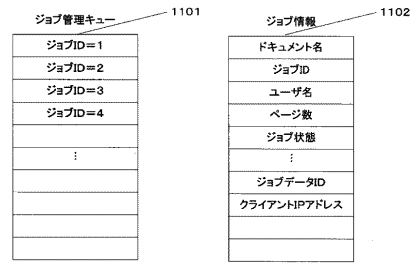 ジョブ管理キュー
1101
ジョブID=1
ジョブID=2
ジョブID=3
ジョブID=4
⋮
ジョブ情報
1102
ドキュメント名
ジョブID
ユーザ名
ページ数
ジョブ状態
⋮
ジョブデータID
クライアントIPアドレス